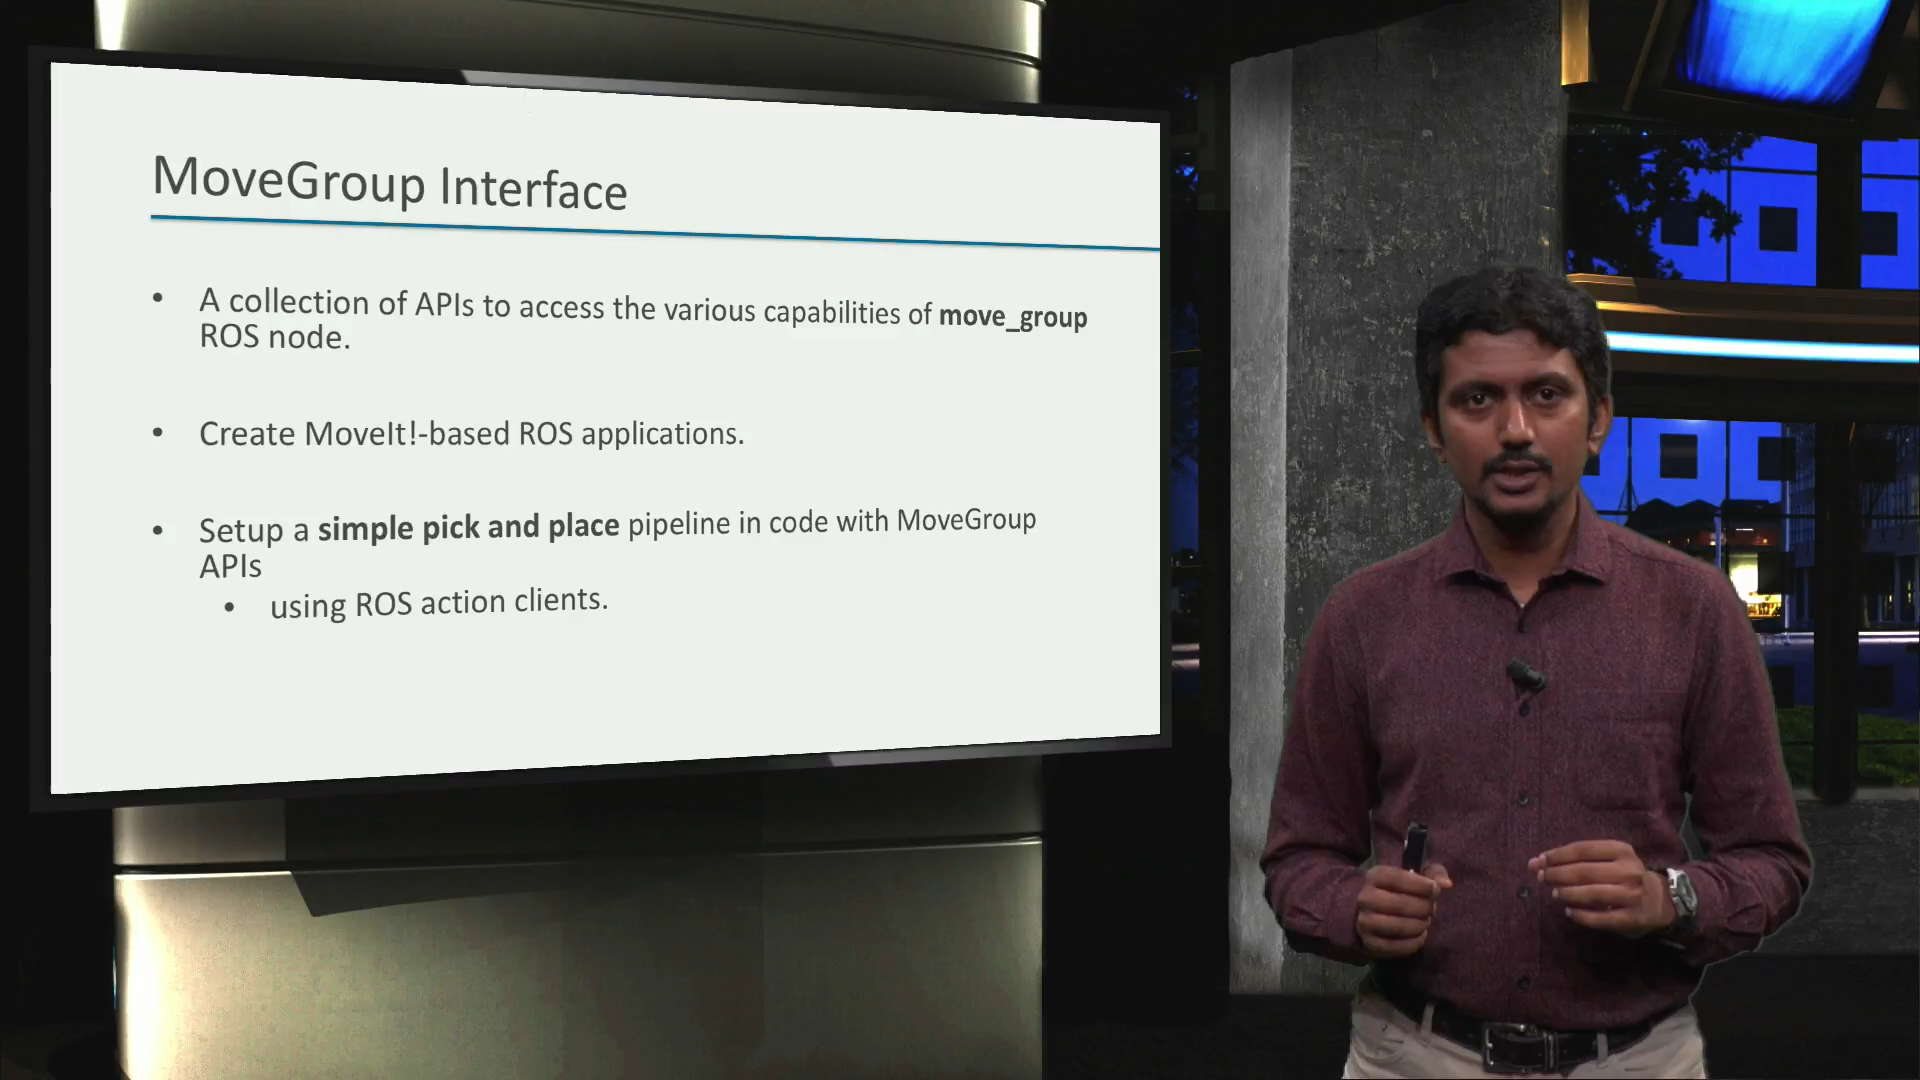 MoveGroup Interface
• A collection of APIs to access the various capabilities of move_group
ROS node.
• Create MoveIt!-based ROS applications.
• Setup a simple pick and place pipeline in code with MoveGroup
APIs
• using ROS action clients.